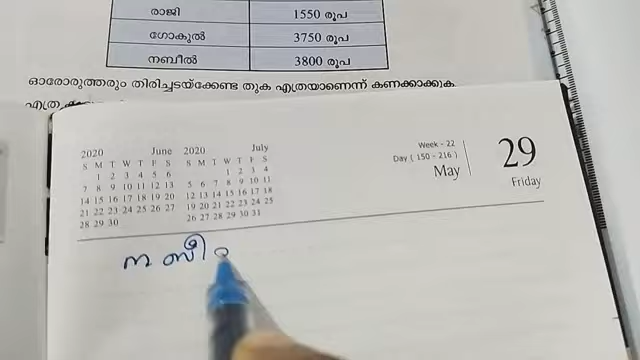 രാജി 1550 രൂപ
ഗോകുൽ 3750 രൂപ
നബീൽ 3800 രൂപ
ഓരോരുത്തരും തിരിച്ചടയ്ക്കേണ്ട തുക എത്രയാണെന്ന് കണക്കാക്കുക.
എത്ര
2020 June 2020 July
S M T W T F S S M T W T F S
1 2 3 4 5 6 1 2 3 4
7 8 9 10 11 12 13 5 6 7 8 9 10 11
14 15 16 17 18 19 20 12 13 14 15 16 17 18
21 22 23 24 25 26 27 19 20 21 22 23 24 25
28 29 30 26 27 28 29 30 31
Week - 22
Day ( 150 - 216 )
May
29
Friday
നബീ